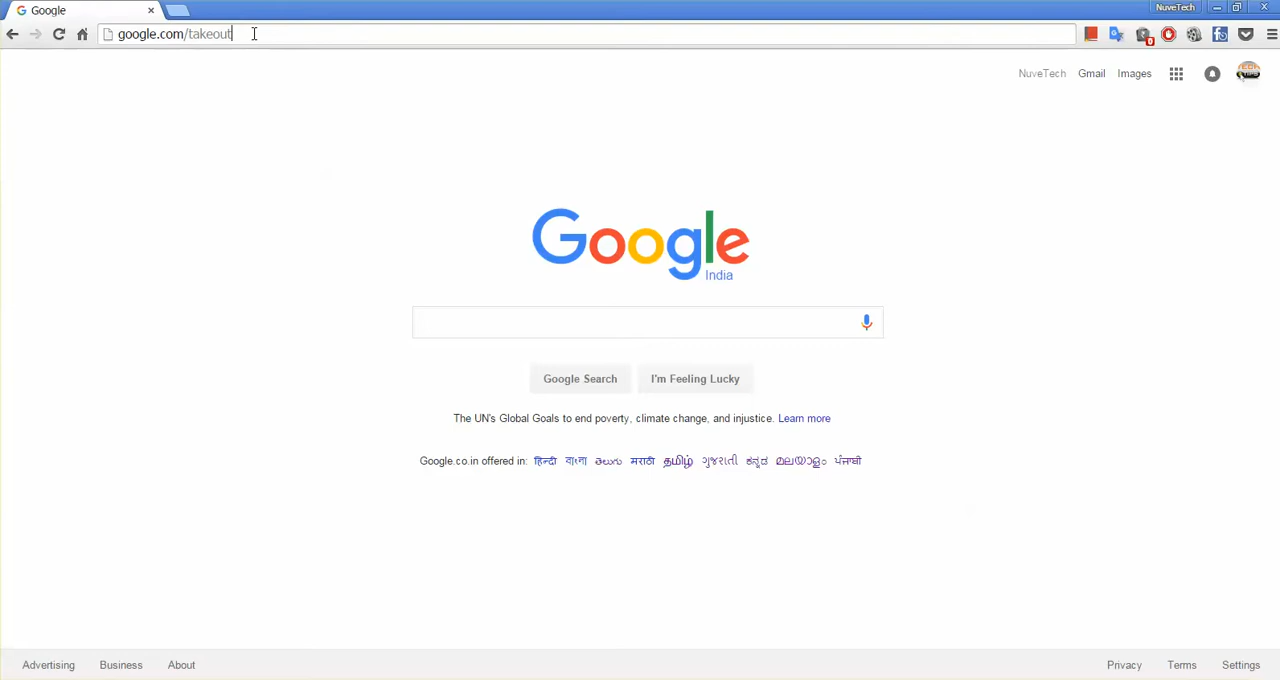 Google
NuveTech
google.com/takeout
NuveTech Gmail Images
Google
India
Google Search I'm Feeling Lucky
The UN's Global Goals to end poverty, climate change, and injustice. Learn more
Google.co.in offered in: हिन्दी বাংলা తెలుగు मराठी தமிழ் ગુજરાતી ಕನ್ನಡ മലയാളം ਪੰਜਾਬੀ
Advertising Business About Privacy Terms Settings